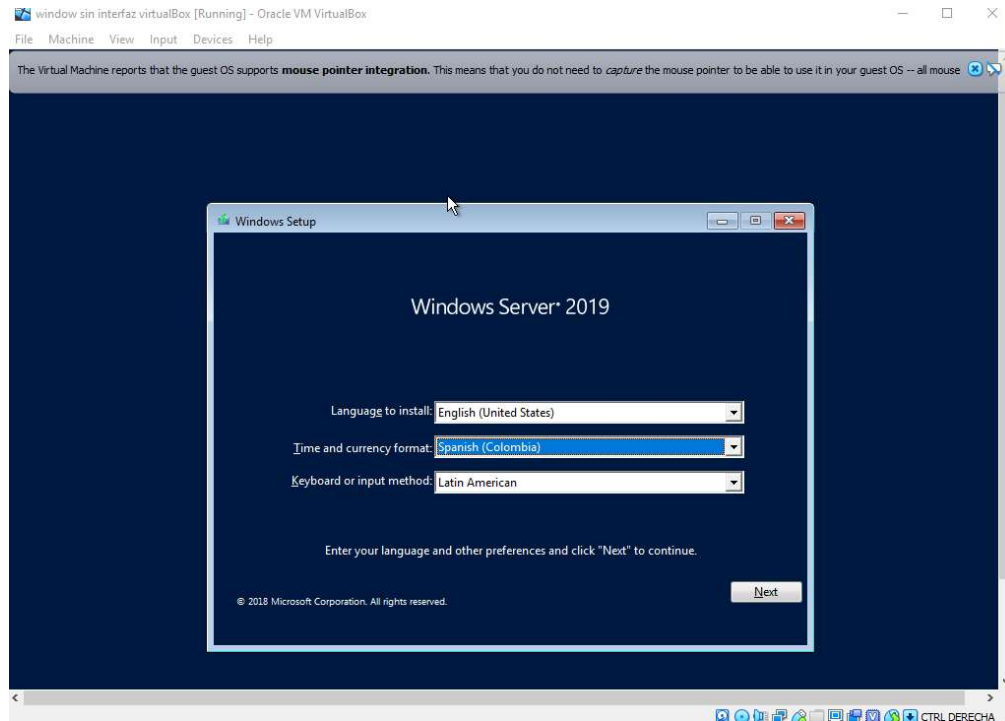 window sin interfaz virtualBox [Running] - Oracle VM VirtualBox
File Machine View Input Devices Help
The Virtual Machine reports that the guest OS supports mouse pointer integration. This means that you do not need to capture the mouse pointer to be able to use it in your guest OS -- all mouse
Windows Setup
Windows Server® 2019
Language to install: English (United States)
Time and currency format: Spanish (Colombia)
Keyboard or input method: Latin American
Enter your language and other preferences and click "Next" to continue.
Next
© 2018 Microsoft Corporation. All rights reserved.
CTRL DERECHA